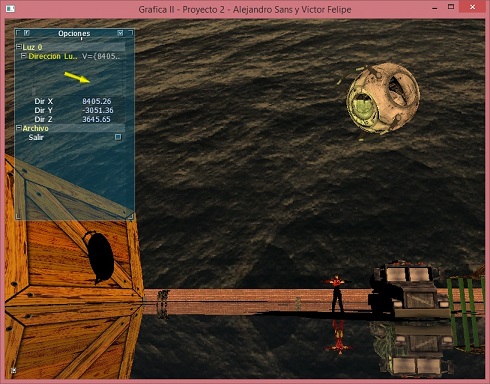 Grafica II - Proyecto 2 - Alejandro Sans y Victor Felipe
Opciones
Luz 0
Direccion Lu.. V={8405..
Dir X 8405.26
Dir Y -3051.36
Dir Z 3645.65
Archivo
Salir